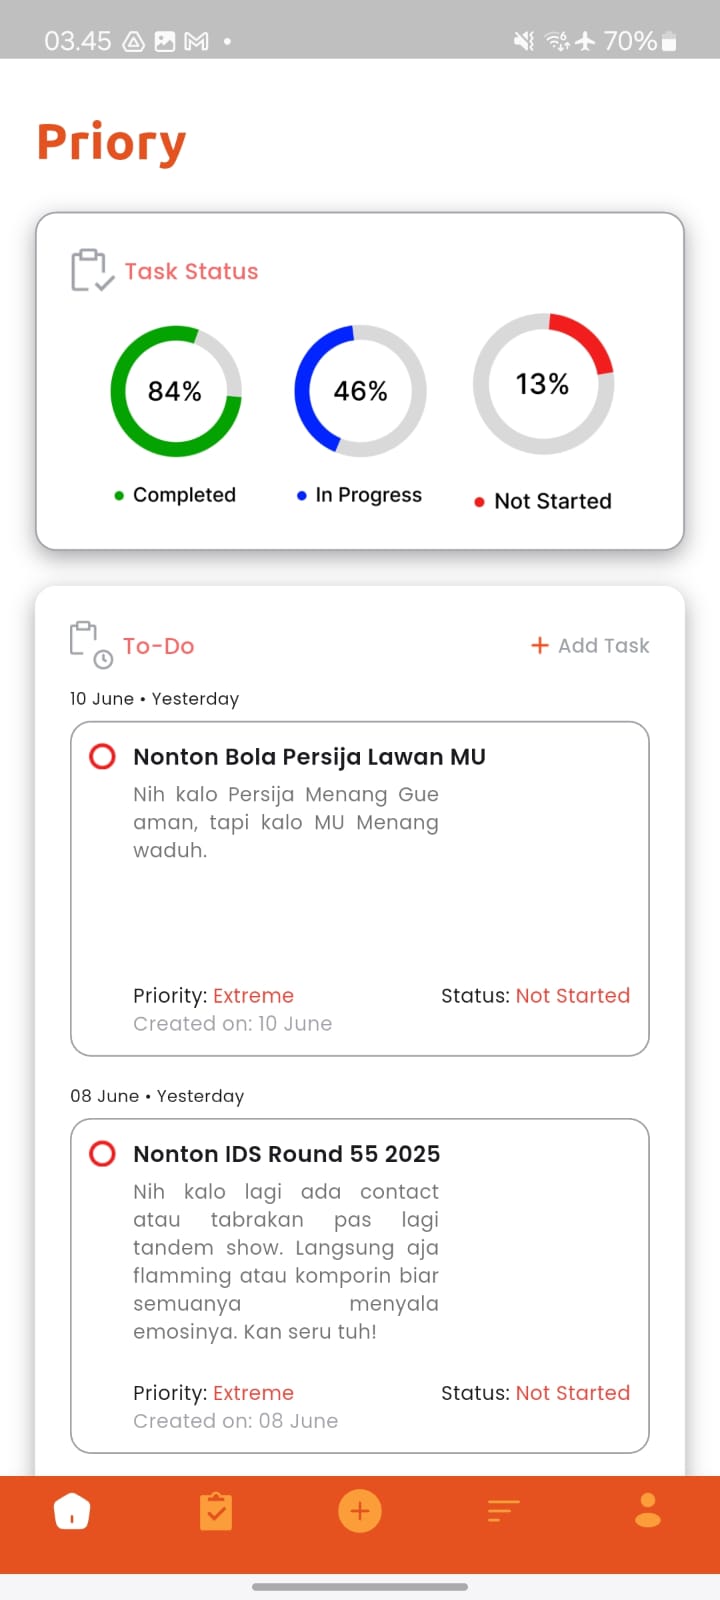 03.45 • 70%
Priory
Task Status
84% 46% 13%
• Completed • In Progress • Not Started
To-Do + Add Task
10 June • Yesterday
Nonton Bola Persija Lawan MU
Nih kalo Persija Menang Gue
aman, tapi kalo MU Menang
waduh.
Priority: Extreme Status: Not Started
Created on: 10 June
08 June • Yesterday
Nonton IDS Round 55 2025
Nih kalo lagi ada contact
atau tabrakan pas lagi
tandem show. Langsung aja
flamming atau komporin biar
semuanya menyala
emosinya. Kan seru tuh!
Priority: Extreme Status: Not Started
Created on: 08 June